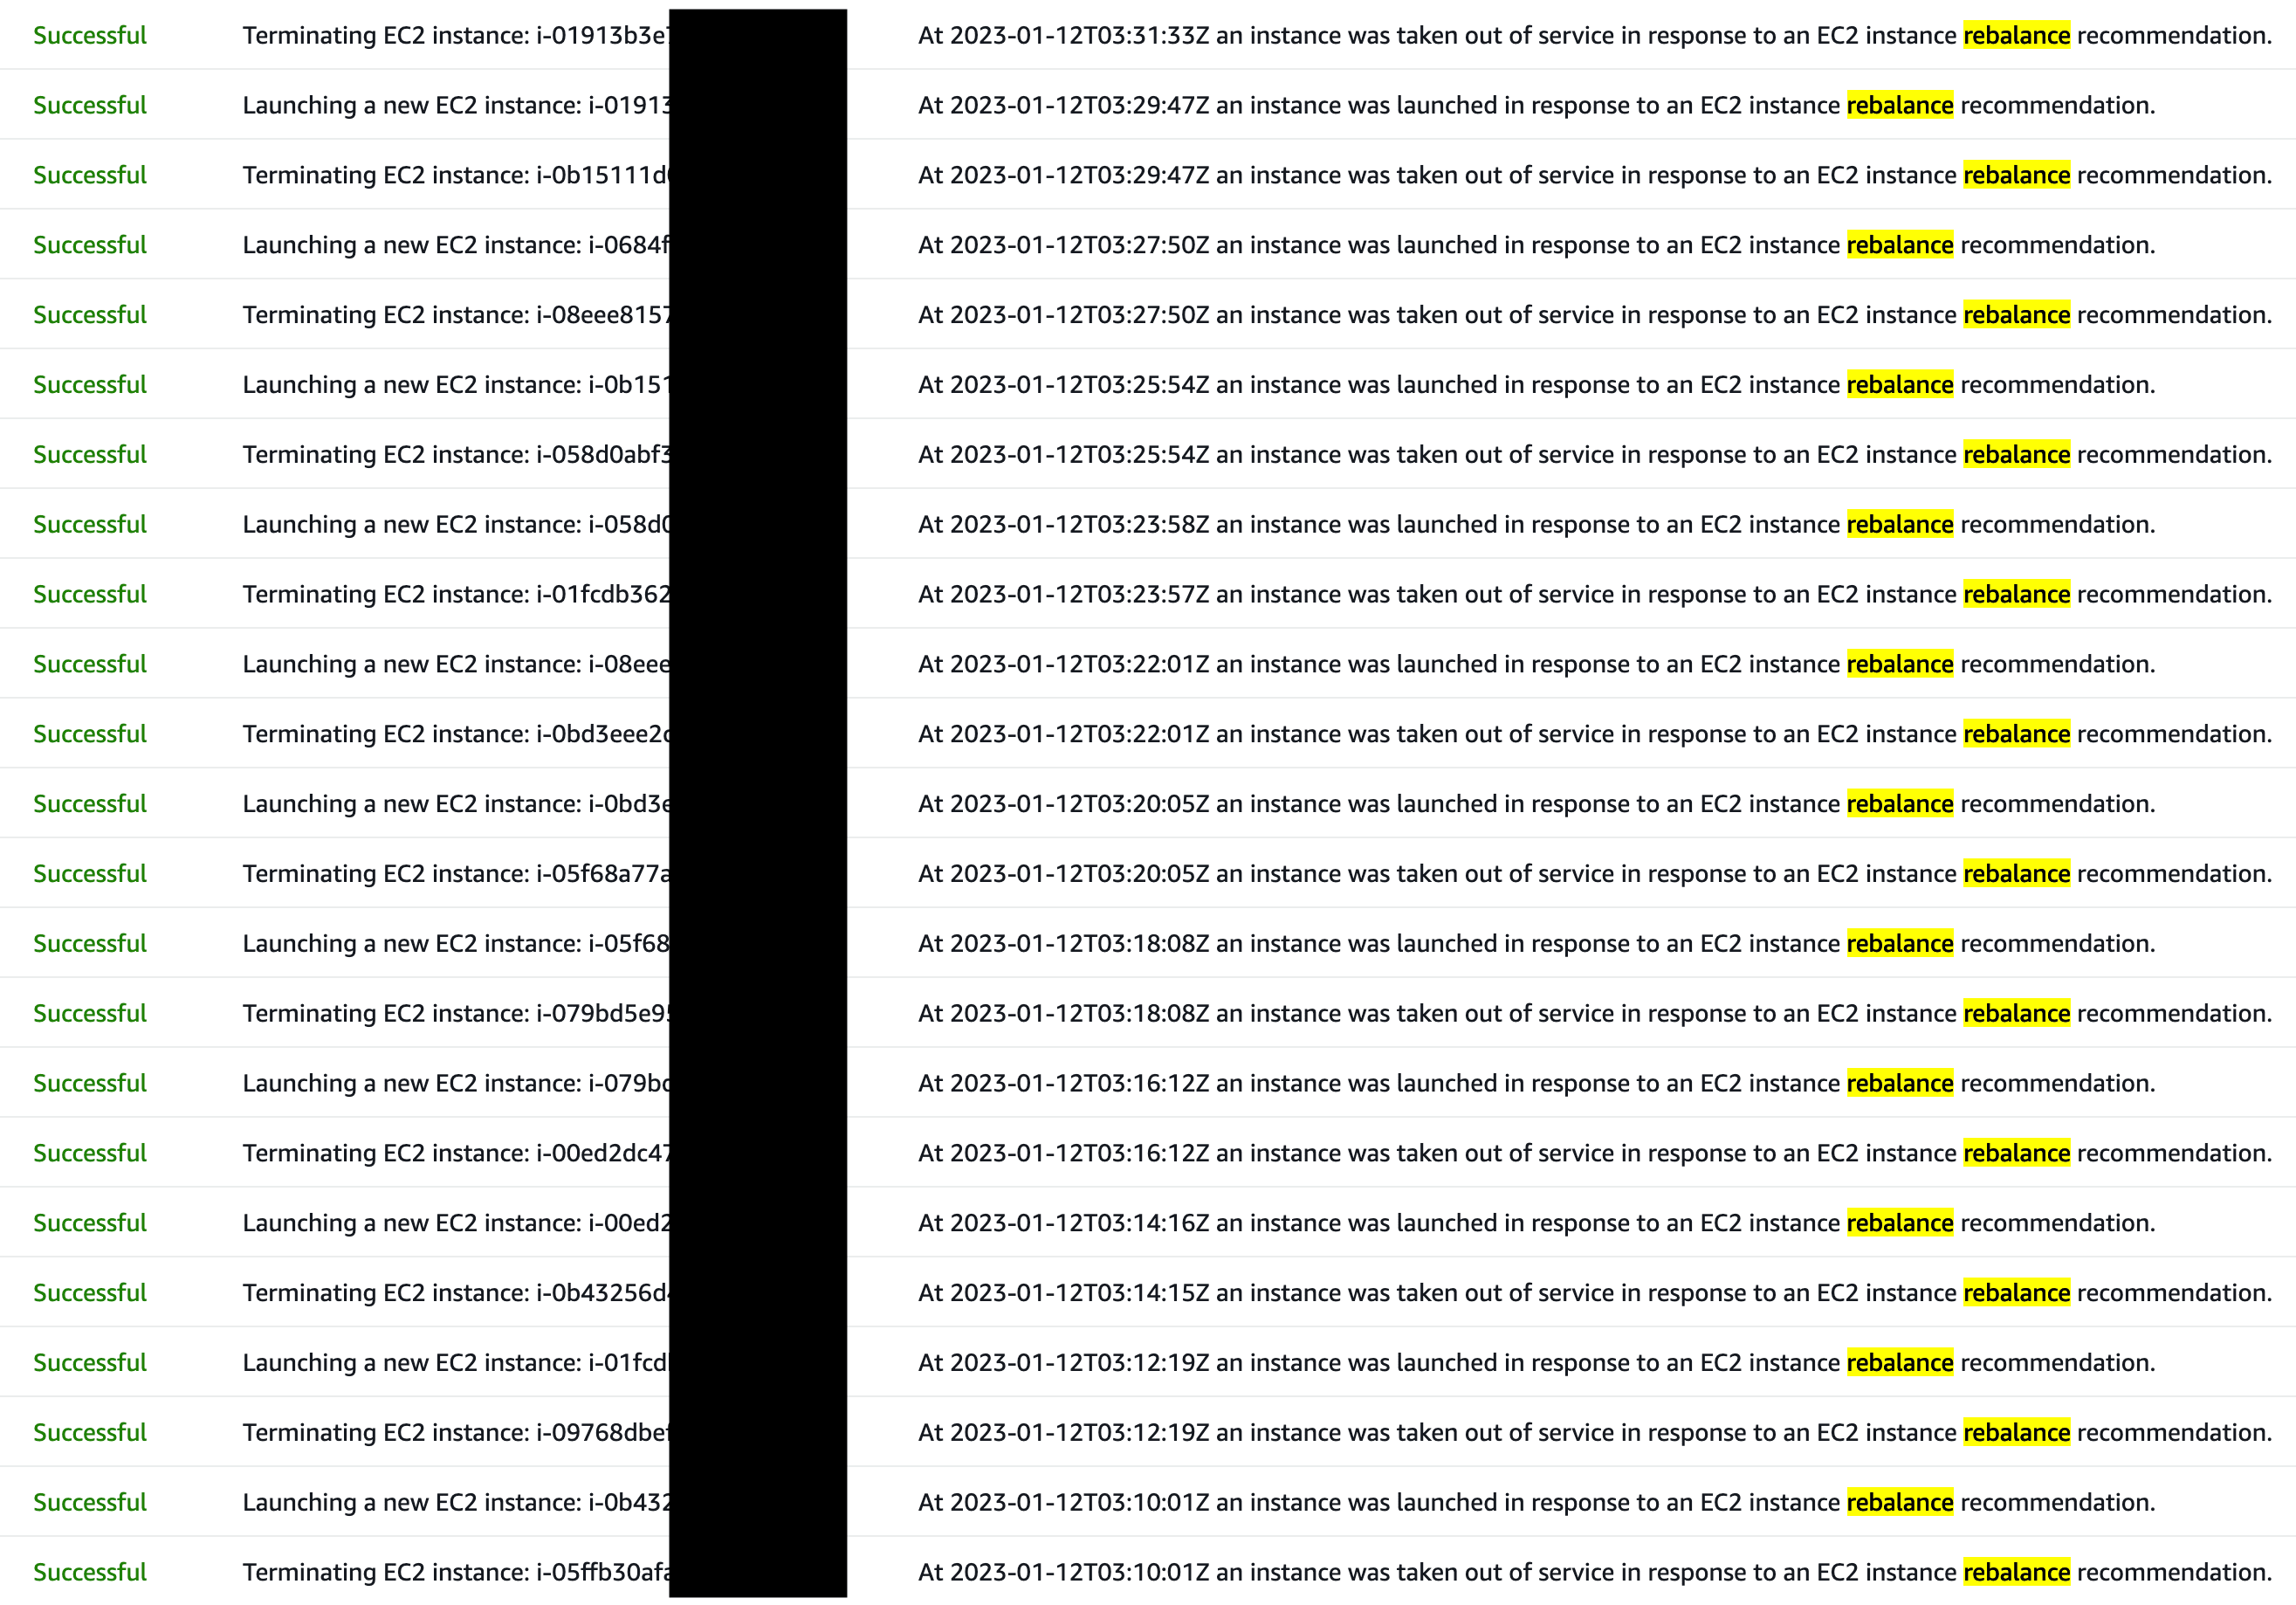 Successful Terminating EC2 instance: i-01913b3e At 2023-01-12T03:31:33Z an instance was taken out of service in response to an EC2 instance rebalance recommendation.
Successful Launching a new EC2 instance: i-01913 At 2023-01-12T03:29:47Z an instance was launched in response to an EC2 instance rebalance recommendation.
Successful Terminating EC2 instance: i-0b15111d At 2023-01-12T03:29:47Z an instance was taken out of service in response to an EC2 instance rebalance recommendation.
Successful Launching a new EC2 instance: i-0684f At 2023-01-12T03:27:50Z an instance was launched in response to an EC2 instance rebalance recommendation.
Successful Terminating EC2 instance: i-08eee8157 At 2023-01-12T03:27:50Z an instance was taken out of service in response to an EC2 instance rebalance recommendation.
Successful Launching a new EC2 instance: i-0b151 At 2023-01-12T03:25:54Z an instance was launched in response to an EC2 instance rebalance recommendation.
Successful Terminating EC2 instance: i-058d0abf3 At 2023-01-12T03:25:54Z an instance was taken out of service in response to an EC2 instance rebalance recommendation.
Successful Launching a new EC2 instance: i-058d0 At 2023-01-12T03:23:58Z an instance was launched in response to an EC2 instance rebalance recommendation.
Successful Terminating EC2 instance: i-01fcdb362 At 2023-01-12T03:23:57Z an instance was taken out of service in response to an EC2 instance rebalance recommendation.
Successful Launching a new EC2 instance: i-08eee At 2023-01-12T03:22:01Z an instance was launched in response to an EC2 instance rebalance recommendation.
Successful Terminating EC2 instance: i-0bd3eee2c At 2023-01-12T03:22:01Z an instance was taken out of service in response to an EC2 instance rebalance recommendation.
Successful Launching a new EC2 instance: i-0bd3e At 2023-01-12T03:20:05Z an instance was launched in response to an EC2 instance rebalance recommendation.
Successful Terminating EC2 instance: i-05f68a77a At 2023-01-12T03:20:05Z an instance was taken out of service in response to an EC2 instance rebalance recommendation.
Successful Launching a new EC2 instance: i-05f68 At 2023-01-12T03:18:08Z an instance was launched in response to an EC2 instance rebalance recommendation.
Successful Terminating EC2 instance: i-079bd5e95 At 2023-01-12T03:18:08Z an instance was taken out of service in response to an EC2 instance rebalance recommendation.
Successful Launching a new EC2 instance: i-079bd At 2023-01-12T03:16:12Z an instance was launched in response to an EC2 instance rebalance recommendation.
Successful Terminating EC2 instance: i-00ed2dc47 At 2023-01-12T03:16:12Z an instance was taken out of service in response to an EC2 instance rebalance recommendation.
Successful Launching a new EC2 instance: i-00ed2 At 2023-01-12T03:14:16Z an instance was launched in response to an EC2 instance rebalance recommendation.
Successful Terminating EC2 instance: i-0b43256d At 2023-01-12T03:14:15Z an instance was taken out of service in response to an EC2 instance rebalance recommendation.
Successful Launching a new EC2 instance: i-01fcd At 2023-01-12T03:12:19Z an instance was launched in response to an EC2 instance rebalance recommendation.
Successful Terminating EC2 instance: i-09768dbef At 2023-01-12T03:12:19Z an instance was taken out of service in response to an EC2 instance rebalance recommendation.
Successful Launching a new EC2 instance: i-0b432 At 2023-01-12T03:10:01Z an instance was launched in response to an EC2 instance rebalance recommendation.
Successful Terminating EC2 instance: i-05ffb30afa At 2023-01-12T03:10:01Z an instance was taken out of service in response to an EC2 instance rebalance recommendation.